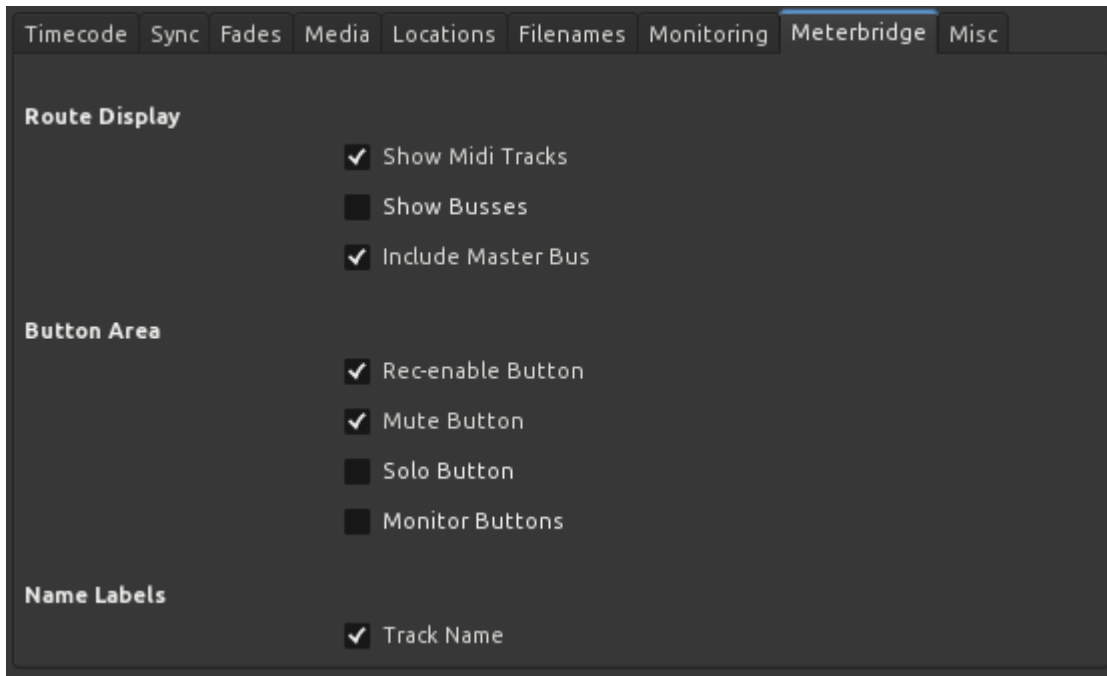 Timecode Sync Fades Media Locations Filenames Monitoring Meterbridge Misc
Route Display
Show Midi Tracks
Show Busses
Include Master Bus
Button Area
Rec-enable Button
Mute Button
Solo Button
Monitor Buttons
Name Labels
Track Name